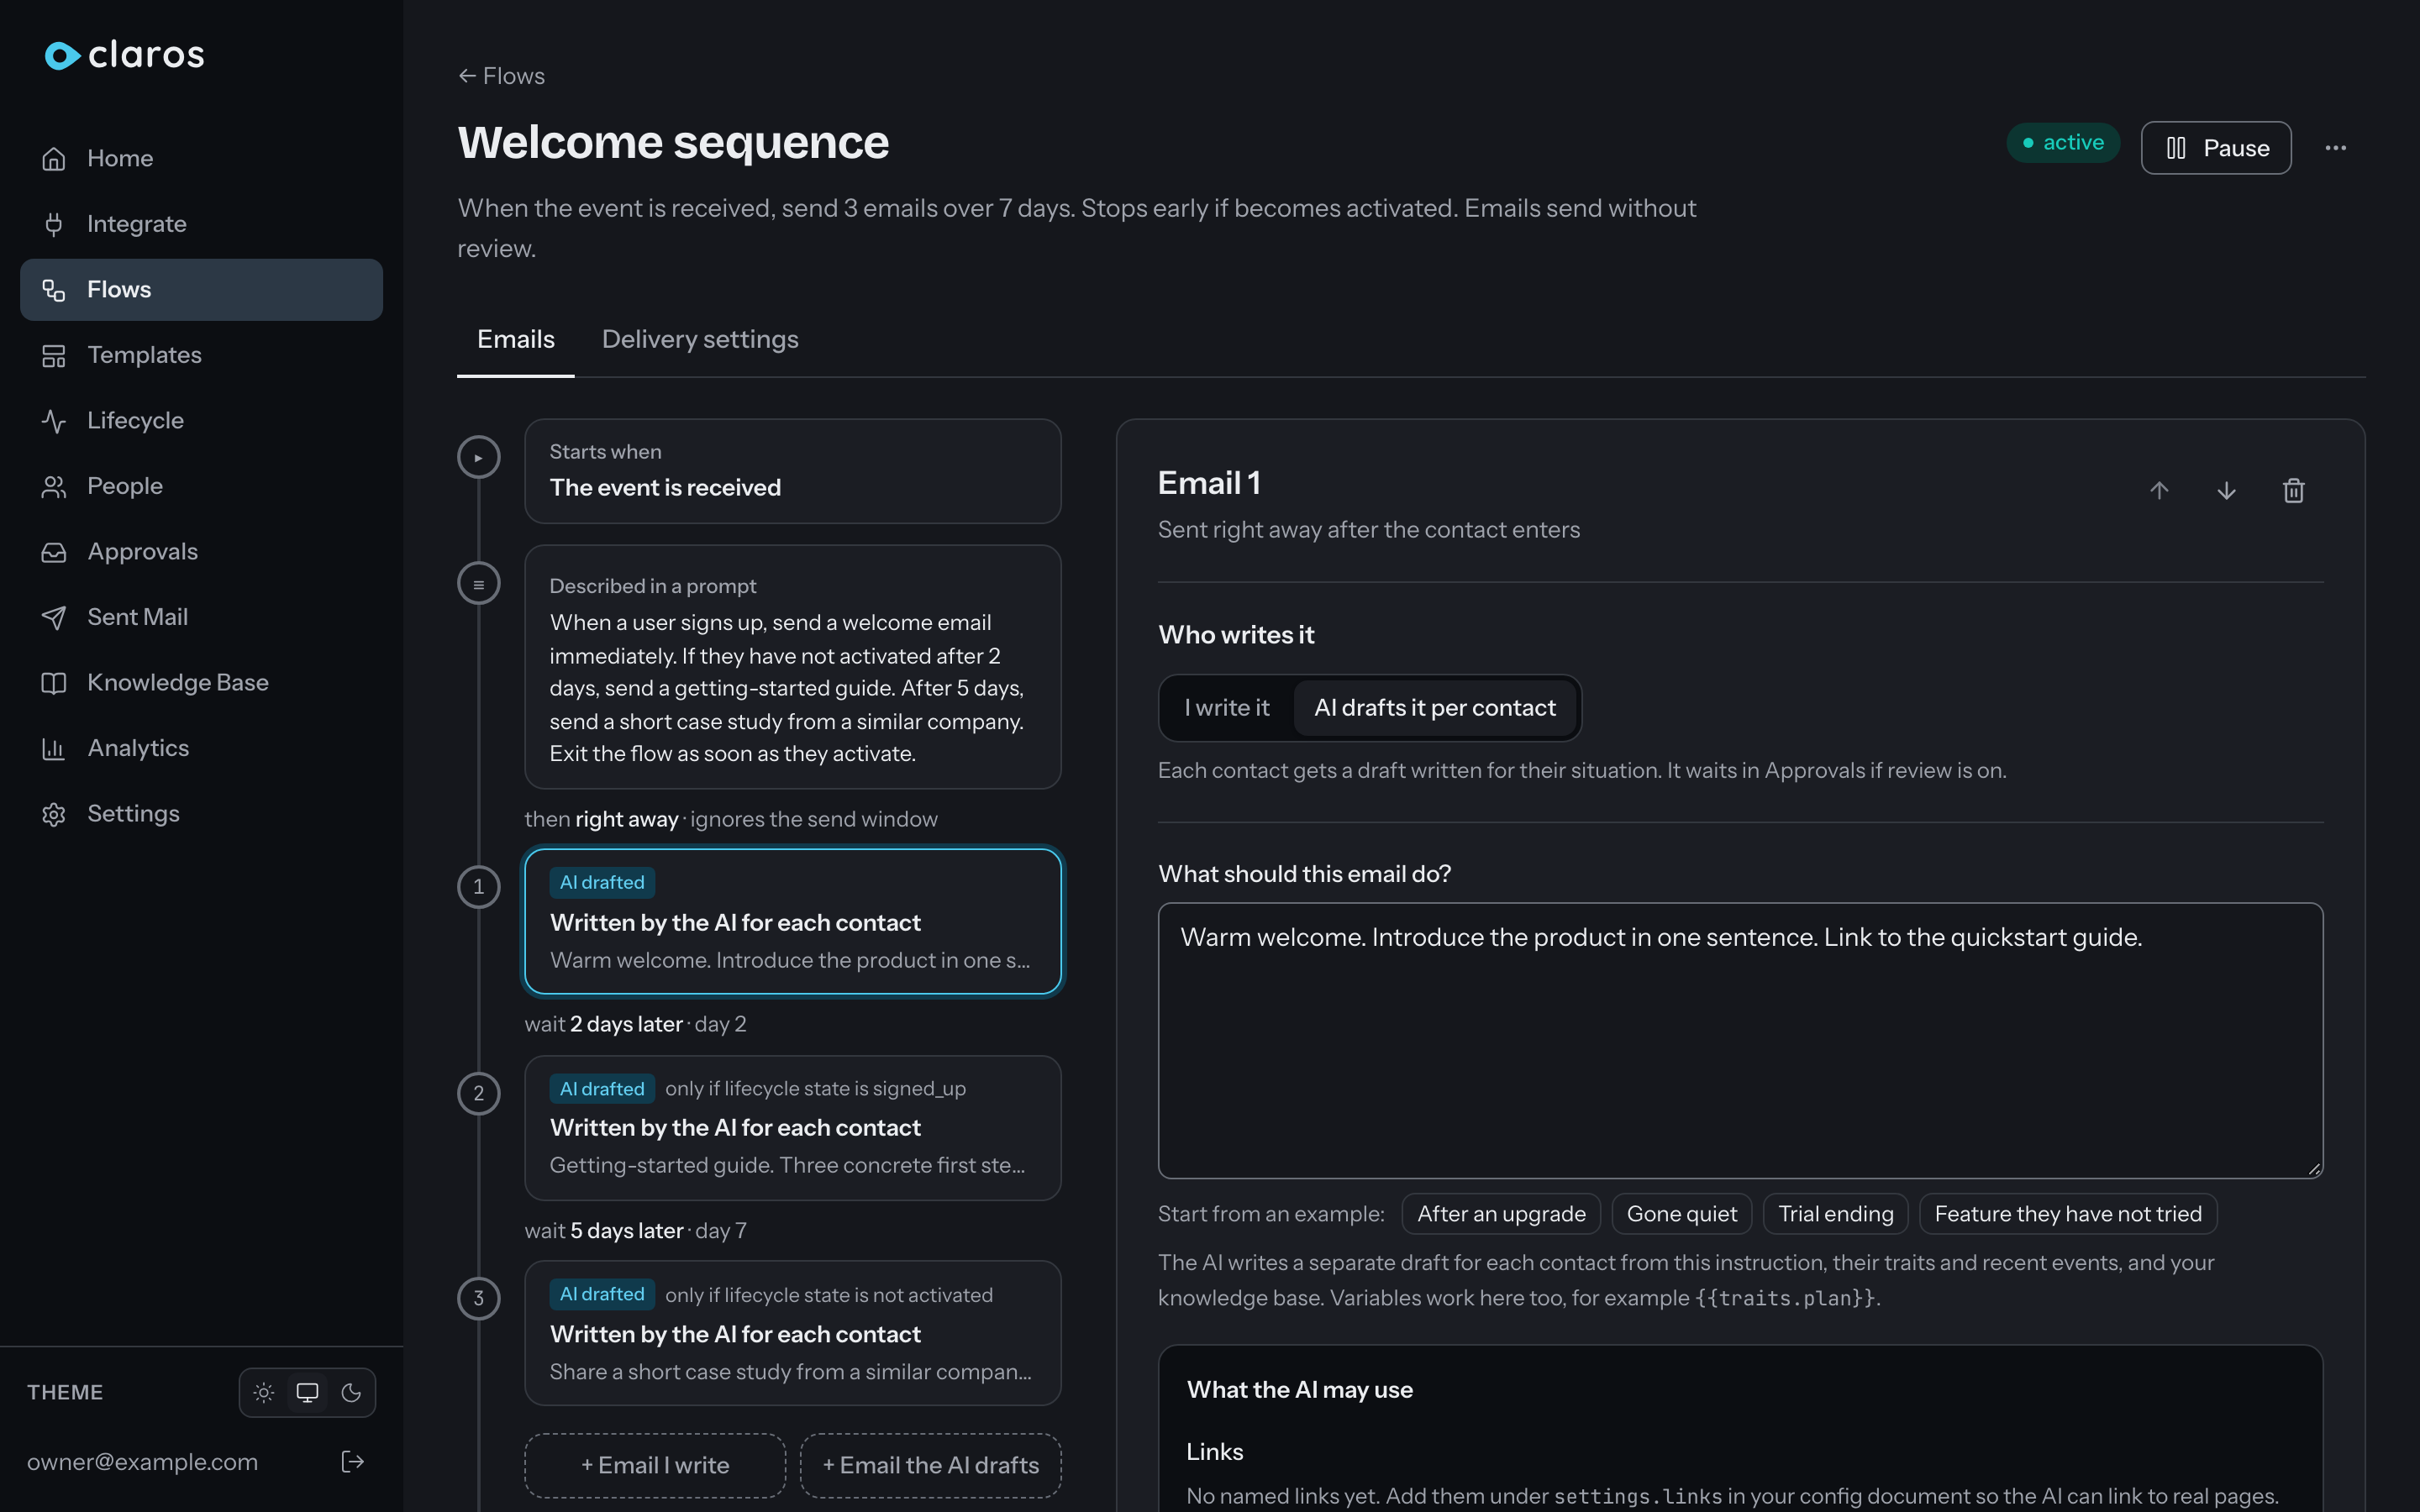 claros
Home
Integrate
Flows
Templates
Lifecycle
People
Approvals
Sent Mail
Knowledge Base
Analytics
Settings
THEME
owner@example.com
← Flows
Welcome sequence
active
Pause
When the event is received, send 3 emails over 7 days. Stops early if becomes activated. Emails send without
review.
Emails
Delivery settings
Starts when
The event is received
Described in a prompt
When a user signs up, send a welcome email
immediately. If they have not activated after 2
days, send a getting-started guide. After 5 days,
send a short case study from a similar company.
Exit the flow as soon as they activate.
then right away · ignores the send window
1
AI drafted
Written by the AI for each contact
Warm welcome. Introduce the product in one s...
wait 2 days later · day 2
2
AI drafted only if lifecycle state is signed_up
Written by the AI for each contact
Getting-started guide. Three concrete first ste...
wait 5 days later · day 7
3
AI drafted only if lifecycle state is not activated
Written by the AI for each contact
Share a short case study from a similar compan...
+ Email I write
+ Email the AI drafts
Email 1
Sent right away after the contact enters
Who writes it
I write it
AI drafts it per contact
Each contact gets a draft written for their situation. It waits in Approvals if review is on.
What should this email do?
Warm welcome. Introduce the product in one sentence. Link to the quickstart guide.
Start from an example: After an upgrade Gone quiet Trial ending Feature they have not tried
The AI writes a separate draft for each contact from this instruction, their traits and recent events, and your
knowledge base. Variables work here too, for example {{traits.plan}}.
What the AI may use
Links
No named links yet. Add them under settings.links in your config document so the AI can link to real pages.